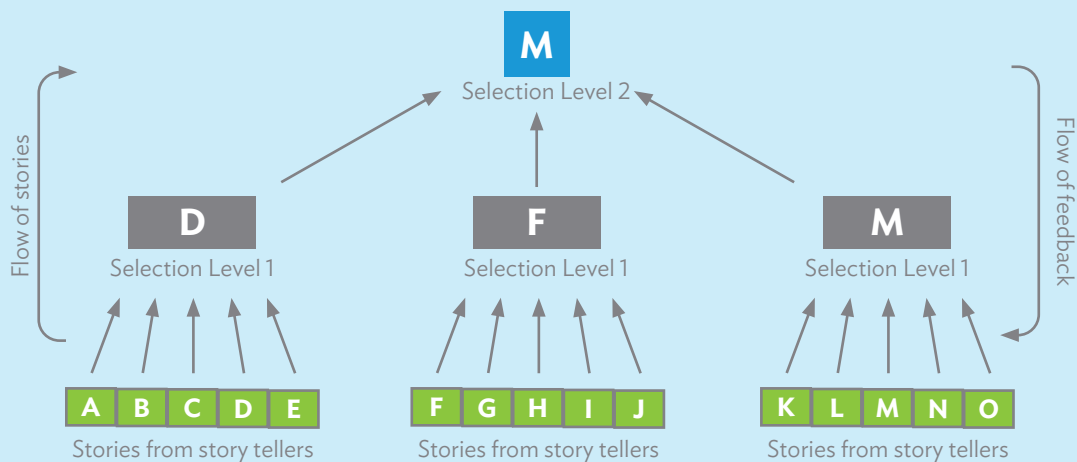 M
Selection Level 2
Flow of stories
Flow of feedback
D
F
M
Selection Level 1
Selection Level 1
Selection Level 1
A B C D E
F G H I J
K L M N O
Stories from story tellers
Stories from story tellers
Stories from story tellers